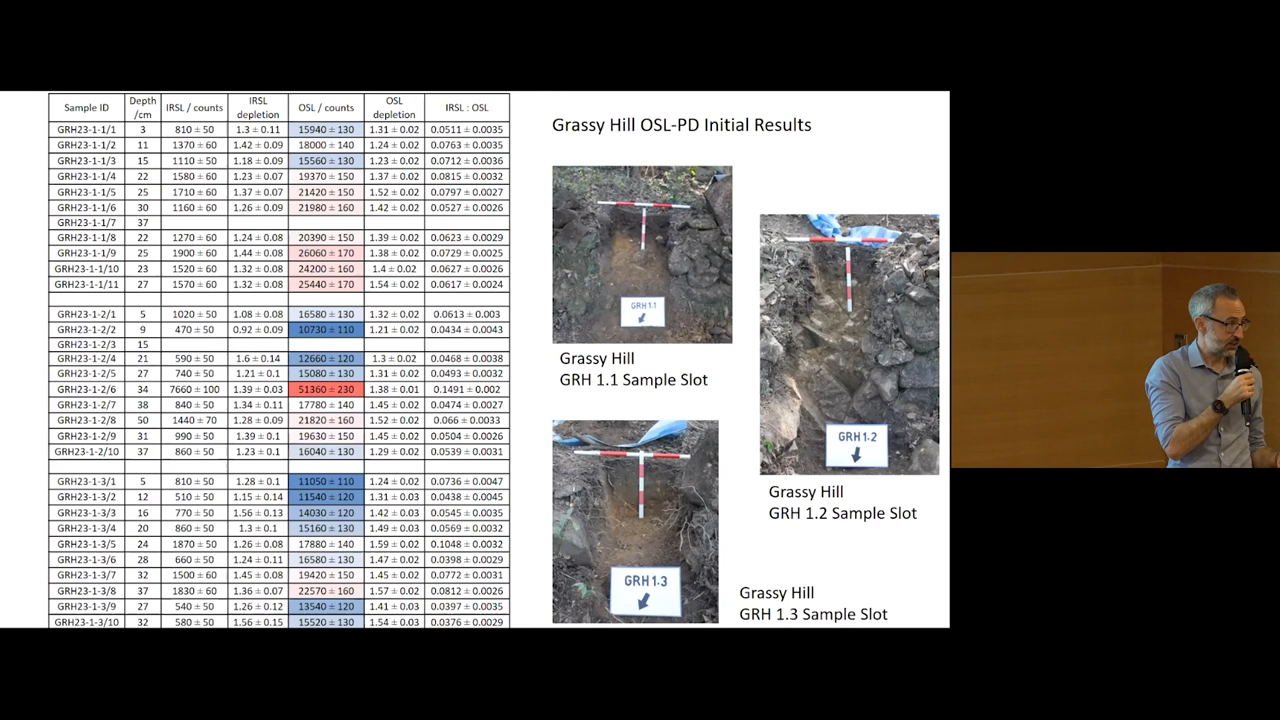 Sample ID Depth /cm IRSL / counts IRSL depletion OSL / counts OSL depletion IRSL : OSL
GRH23-1-1/1 3 810 ± 50 1.3 ± 0.11 15940 ± 130 1.31 ± 0.02 0.0511 ± 0.0035
GRH23-1-1/2 11 1370 ± 60 1.42 ± 0.09 18000 ± 140 1.24 ± 0.02 0.0763 ± 0.0035
GRH23-1-1/3 15 1110 ± 50 1.18 ± 0.09 15560 ± 130 1.23 ± 0.02 0.0712 ± 0.0036
GRH23-1-1/4 22 1580 ± 60 1.23 ± 0.07 19370 ± 150 1.37 ± 0.02 0.0815 ± 0.0032
GRH23-1-1/5 25 1710 ± 60 1.37 ± 0.07 21420 ± 150 1.52 ± 0.02 0.0797 ± 0.0027
GRH23-1-1/6 30 1160 ± 60 1.26 ± 0.09 21980 ± 160 1.42 ± 0.02 0.0527 ± 0.0026
GRH23-1-1/7 37
GRH23-1-1/8 22 1270 ± 60 1.24 ± 0.08 20390 ± 150 1.39 ± 0.02 0.0623 ± 0.0029
GRH23-1-1/9 25 1900 ± 60 1.44 ± 0.08 26060 ± 170 1.38 ± 0.02 0.0729 ± 0.0025
GRH23-1-1/10 23 1520 ± 60 1.32 ± 0.08 24200 ± 160 1.4 ± 0.02 0.0627 ± 0.0026
GRH23-1-1/11 27 1570 ± 60 1.32 ± 0.08 25440 ± 170 1.54 ± 0.02 0.0617 ± 0.0024
GRH23-1-2/1 5 1020 ± 50 1.08 ± 0.08 16580 ± 130 1.32 ± 0.02 0.0613 ± 0.003
GRH23-1-2/2 9 470 ± 50 0.92 ± 0.09 10730 ± 110 1.21 ± 0.02 0.0434 ± 0.0043
GRH23-1-2/3 15
GRH23-1-2/4 21 590 ± 50 1.6 ± 0.14 12660 ± 120 1.3 ± 0.02 0.0468 ± 0.0038
GRH23-1-2/5 27 740 ± 50 1.21 ± 0.1 15080 ± 130 1.31 ± 0.02 0.0493 ± 0.0032
GRH23-1-2/6 34 7660 ± 100 1.39 ± 0.03 51360 ± 230 1.38 ± 0.01 0.1491 ± 0.002
GRH23-1-2/7 38 840 ± 50 1.34 ± 0.11 17780 ± 140 1.45 ± 0.02 0.0474 ± 0.0027
GRH23-1-2/8 50 1440 ± 70 1.28 ± 0.09 21820 ± 160 1.52 ± 0.02 0.066 ± 0.0033
GRH23-1-2/9 31 990 ± 50 1.39 ± 0.1 19630 ± 150 1.45 ± 0.02 0.0504 ± 0.0026
GRH23-1-2/10 37 860 ± 50 1.23 ± 0.1 16040 ± 130 1.29 ± 0.02 0.0539 ± 0.0031
GRH23-1-3/1 5 810 ± 50 1.28 ± 0.1 11050 ± 110 1.24 ± 0.02 0.0736 ± 0.0047
GRH23-1-3/2 12 510 ± 50 1.15 ± 0.14 11540 ± 120 1.31 ± 0.03 0.0438 ± 0.0045
GRH23-1-3/3 16 770 ± 50 1.56 ± 0.13 14030 ± 120 1.42 ± 0.03 0.0545 ± 0.0035
GRH23-1-3/4 20 860 ± 50 1.3 ± 0.1 15160 ± 130 1.49 ± 0.03 0.0569 ± 0.0032
GRH23-1-3/5 24 1870 ± 50 1.26 ± 0.08 17880 ± 140 1.59 ± 0.02 0.1048 ± 0.0032
GRH23-1-3/6 28 660 ± 50 1.24 ± 0.11 16580 ± 130 1.47 ± 0.02 0.0398 ± 0.0029
GRH23-1-3/7 32 1500 ± 60 1.45 ± 0.08 19420 ± 150 1.45 ± 0.02 0.0772 ± 0.0031
GRH23-1-3/8 37 1830 ± 60 1.36 ± 0.07 22570 ± 160 1.57 ± 0.02 0.0812 ± 0.0026
GRH23-1-3/9 27 540 ± 50 1.26 ± 0.12 13540 ± 120 1.41 ± 0.03 0.0397 ± 0.0035
GRH23-1-3/10 32 580 ± 50 1.56 ± 0.15 15520 ± 130 1.54 ± 0.03 0.0376 ± 0.0029
Grassy Hill OSL-PD Initial Results
GRH 1.1
Grassy Hill
GRH 1.1 Sample Slot
GRH 1.2
Grassy Hill
GRH 1.2 Sample Slot
GRH 1.3
Grassy Hill
GRH 1.3 Sample Slot